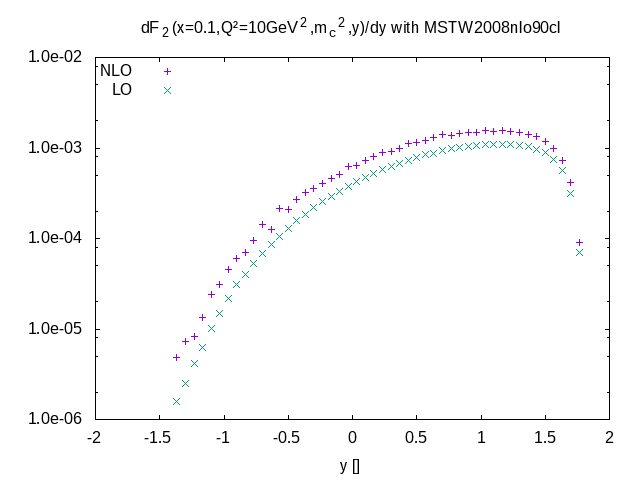 dF₂(x=0.1,Q²=10GeV²,m_c²,y)/dy with MSTW2008nlo90cl
1.0e-02
NLO
LO
1.0e-03
1.0e-04
1.0e-05
1.0e-06
-2 -1.5 -1 -0.5 0 0.5 1 1.5 2
y []